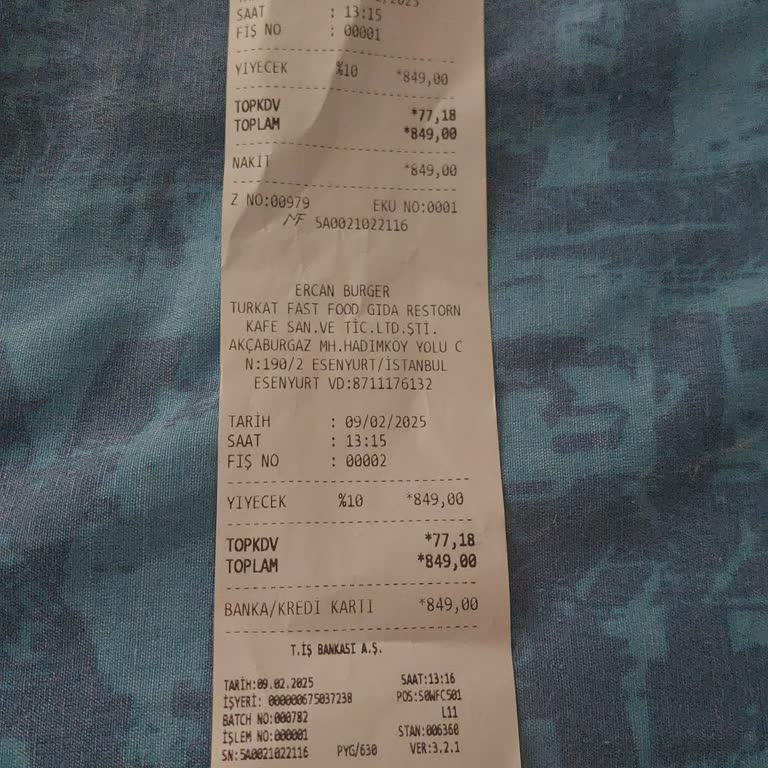 SAAT : 13:15
FİŞ NO : 00001
YİYECEK %10 *849,00
TOPKDV *77,18
TOPLAM *849,00
NAKİT *849,00
Z NO:00979 EKÜ NO:0001
MF 5A0021022116
ERCAN BURGER
TURKAT FAST FOOD GIDA RESTORN
KAFE SAN.VE TİC.LTD.ŞTİ.
AKÇABURGAZ MH.HADIMKOY YOLU C
N:190/2 ESENYURT/İSTANBUL
ESENYURT VD:8711176132
TARİH : 09/02/2025
SAAT : 13:15
FİŞ NO : 00002
YİYECEK %10 *849,00
TOPKDV *77,18
TOPLAM *849,00
BANKA/KREDI KARTI *849,00
T.İŞ BANKASI A.Ş.
TARİH:09.02.2025 SAAT:13:16
İŞYERİ: 000000675037238 POS:S0WFC501
BATCH NO:000782 L11
İŞLEM NO:000001 STAN:006360
SN:5A0021022116 PYG/630 VER:3.2.1